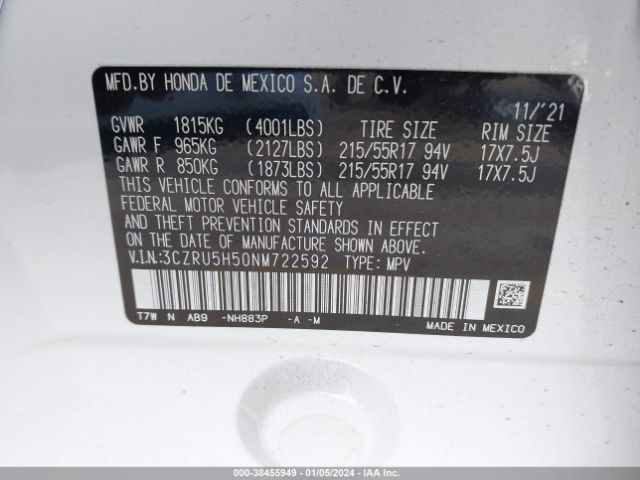 MFD.BY HONDA DE MEXICO S.A. DE C.V.
11/'21
GVWR 1815KG (4001LBS) TIRE SIZE RIM SIZE
GAWR F 965KG (2127LBS) 215/55R17 94V 17X7.5J
GAWR R 850KG (1873LBS) 215/55R17 94V 17X7.5J
THIS VEHICLE CONFORMS TO ALL APPLICABLE
FEDERAL MOTOR VEHICLE SAFETY
AND THEFT PREVENTION STANDARDS IN EFFECT
ON THE DATE OF MANUFACTURE SHOWN ABOVE.
V.I.N.:3CZRU5H50NM722592 TYPE: MPV
T7W N AB9 -NH883P -A -M
MADE IN MEXICO
000-38455949 - 01/05/2024 - IAAI.com